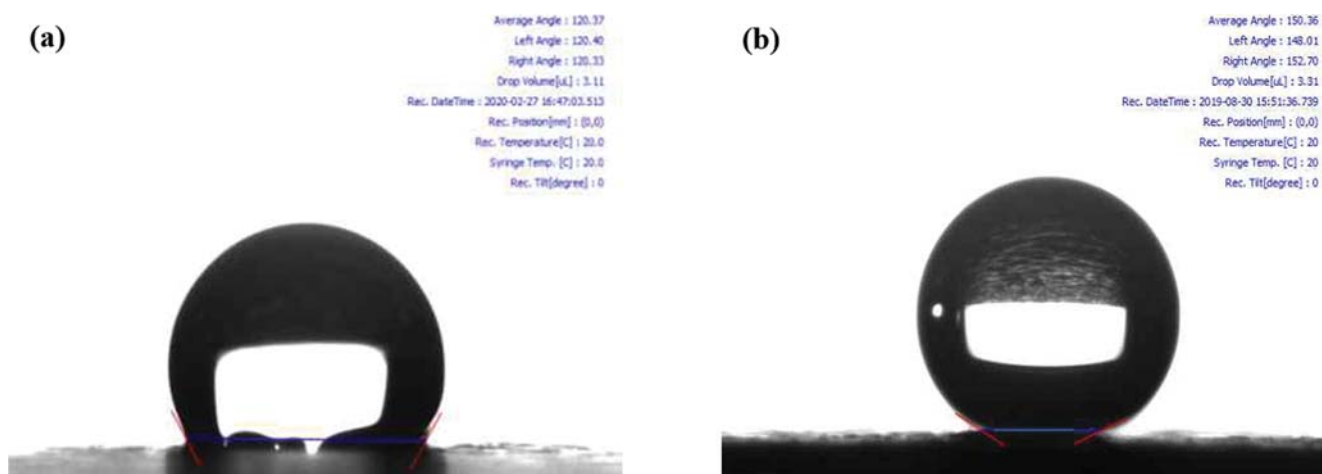 (a)
Average Angle : 120.37
Left Angle : 120.40
Right Angle : 120.33
Drop Volume[uL] : 3.11
Rec. DateTime : 2020-02-27 16:47:03.513
Rec. Position[mm] : (0,0)
Rec. Temperature[C] : 20.0
Syringe Temp. [C] : 20.0
Rec. Tilt[degree] : 0
(b)
Average Angle : 150.36
Left Angle : 148.01
Right Angle : 152.70
Drop Volume[uL] : 3.31
Rec. DateTime : 2019-08-30 15:51:36.739
Rec. Position[mm] : (0,0)
Rec. Temperature[C] : 20
Syringe Temp. [C] : 20
Rec. Tilt[degree] : 0